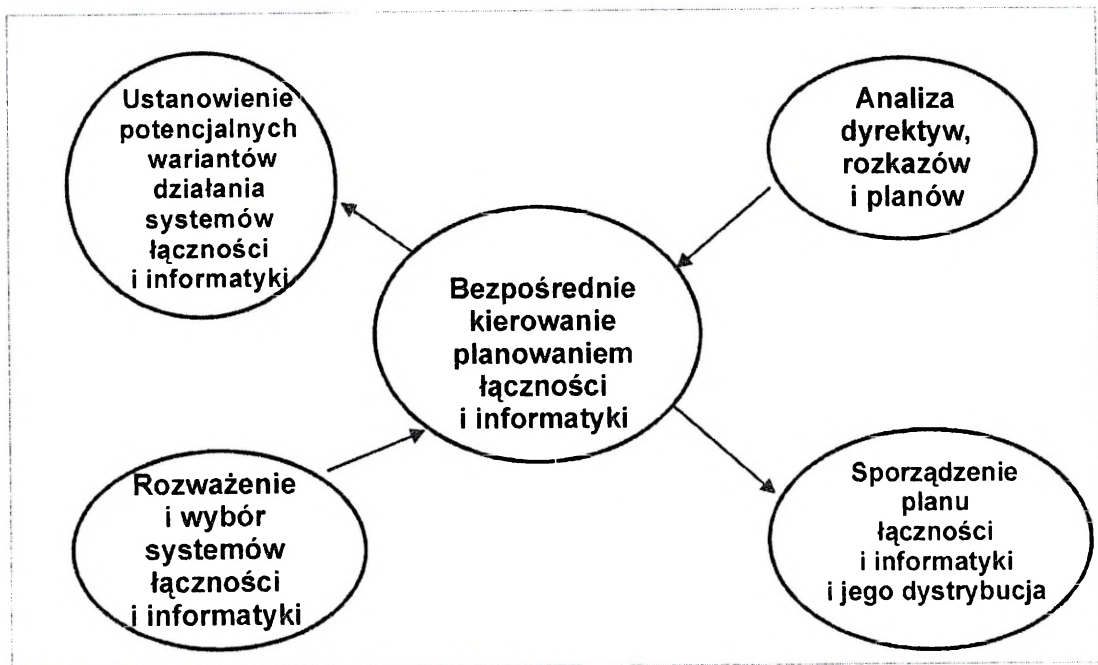 Ustanowienie
potencjalnych
wariantów
działania
systemów
łączności
i informatyki
Analiza
dyrektyw,
rozkazów
i planów
Bezpośrednie
kierowanie
planowaniem
łączności
i informatyki
Rozważenie
i wybór
systemów
łączności
i informatyki
Sporządzenie
planu
łączności
i informatyki
i jego dystrybucja